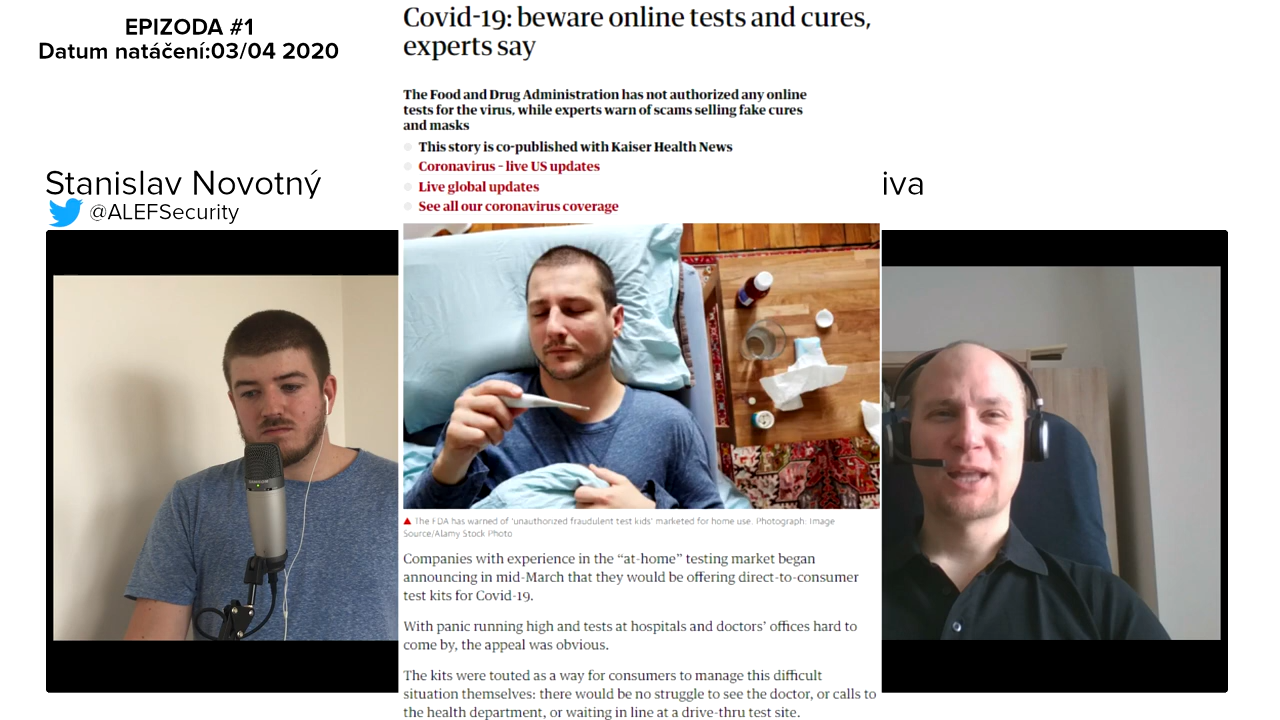 EPIZODA #1
Datum natáčení:03/04 2020
Stanislav Novotný
@ALEFSecurity
iva
Covid-19: beware online tests and cures,
experts say
The Food and Drug Administration has not authorized any online
tests for the virus, while experts warn of scams selling fake cures
and masks
This story is co-published with Kaiser Health News
Coronavirus - live US updates
Live global updates
See all our coronavirus coverage
The FDA has warned of 'unauthorized fraudulent test kids' marketed for home use. Photograph: Image
Source/Alamy Stock Photo
Companies with experience in the “at-home” testing market began
announcing in mid-March that they would be offering direct-to-consumer
test kits for Covid-19.
With panic running high and tests at hospitals and doctors’ offices hard to
come by, the appeal was obvious.
The kits were touted as a way for consumers to manage this difficult
situation themselves: there would be no struggle to see the doctor, or calls to
the health department, or waiting in line at a drive-thru test site.